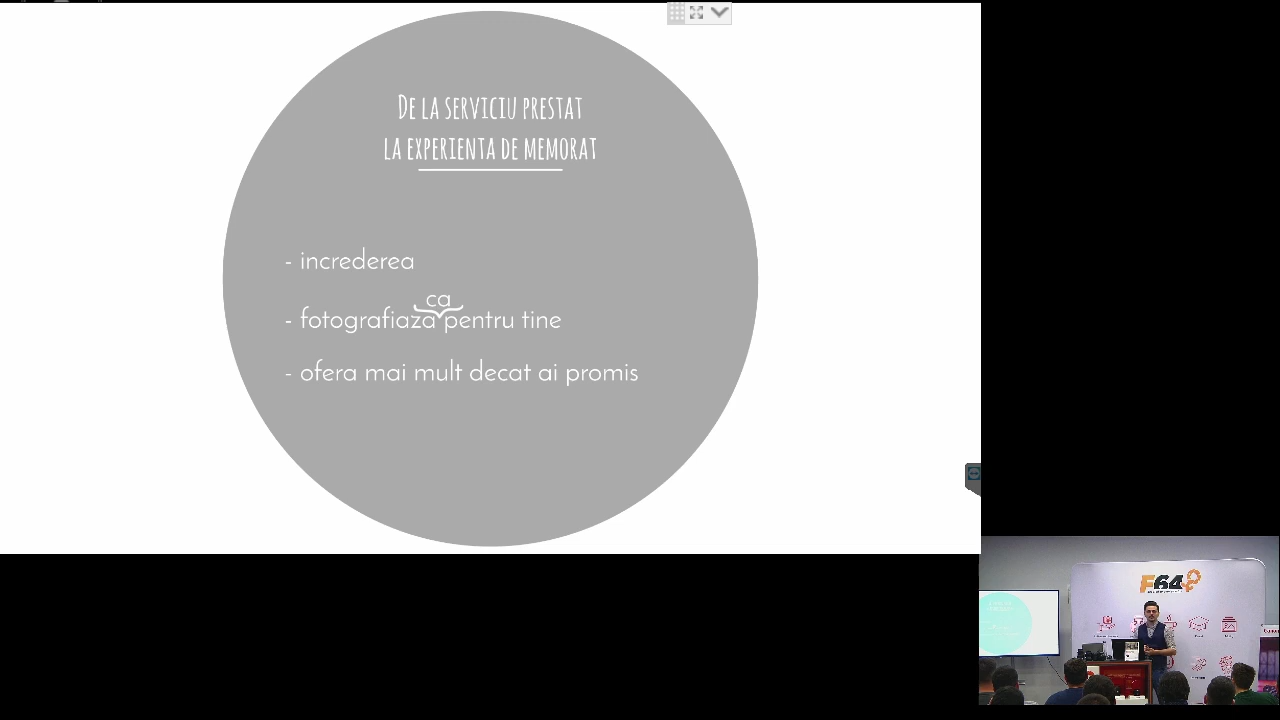 DE LA SERVICIU PRESTAT
LA EXPERIENTA DE MEMORAT
- increderea
ca
- fotografiaza pentru tine
- ofera mai mult decat ai promis
F64